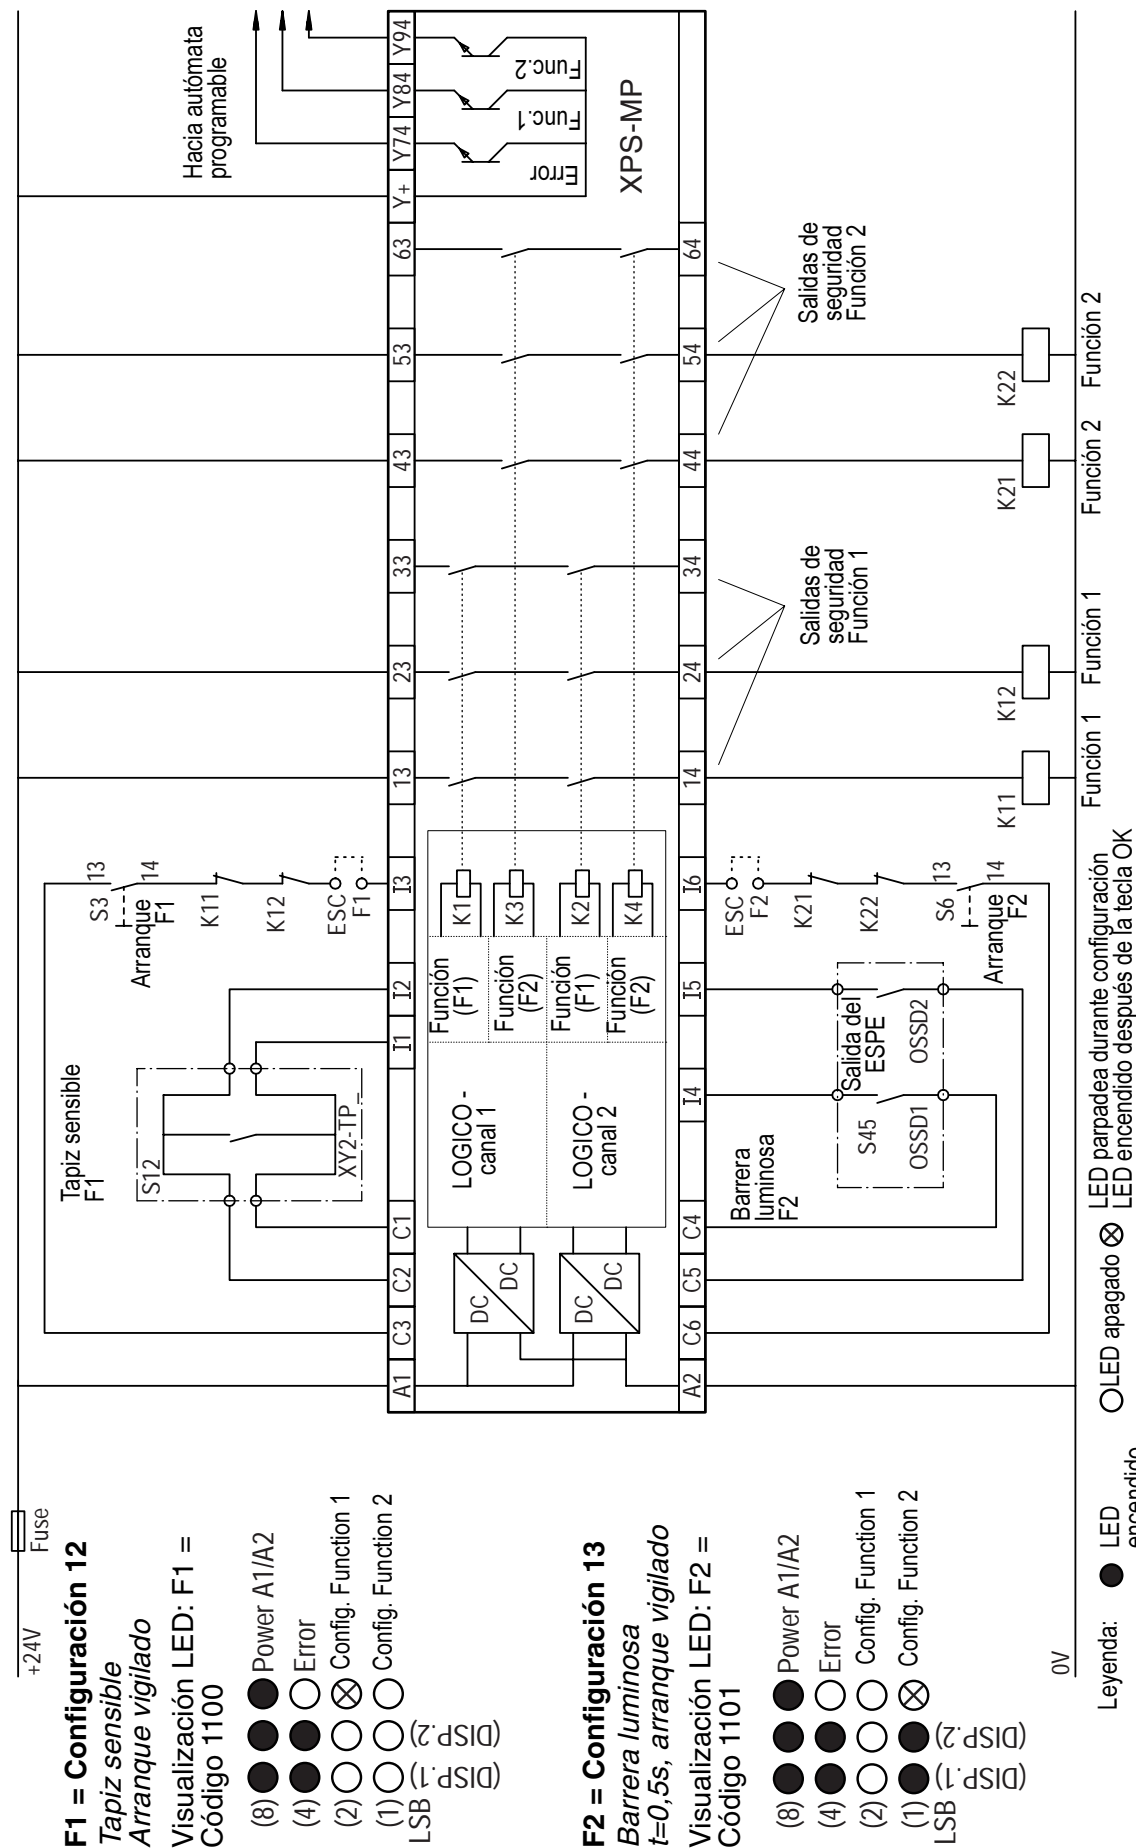 +24V
Fuse
F1 = Configuración 12
Tapiz sensible
Arranque vigilado
Visualización LED: F1 =
Código 1100
(8) Power A1/A2
(4) Error
(2) Config. Function 1
(1) Config. Function 2
LSB (DISP.1) (DISP.2)
F2 = Configuración 13
Barrera luminosa
t=0,5s, arranque vigilado
Visualización LED: F2 =
Código 1101
(8) Power A1/A2
(4) Error
(2) Config. Function 1
(1) Config. Function 2
LSB (DISP.1) (DISP.2)
0V
Tapiz sensible
F1
S12
XY2-TP_
S3 13
14
Arranque
F1
K11
K12
ESC
F1
Hacia autómata
programable
A1 C3 C2 C1 I1 I2 I3 13 23 33 43 53 63 Y+ Y74 Y84 Y94
DC
DC
DC
DC
LOGICO -
canal 1
LOGICO -
canal 2
Función
(F1)
Función
(F2)
Función
(F1)
Función
(F2)
K1
K3
K2
K4
Error
Func.1
Func.2
XPS-MP
A2 C6 C5 C4 I4 I5 I6 14 24 34 44 54 64
Barrera
luminosa
F2
Salida del
ESPE
S45
OSSD1
OSSD2
ESC
F2
K21
K22
S6 13
14
Arranque
F2
Salidas de
seguridad
Función 1
Salidas de
seguridad
Función 2
K11
K12
K21
K22
Función 1
Función 1
Función 2
Función 2
Leyenda:
LED
encendido
LED apagado
LED parpadea durante configuración
LED encendido después de la tecla OK